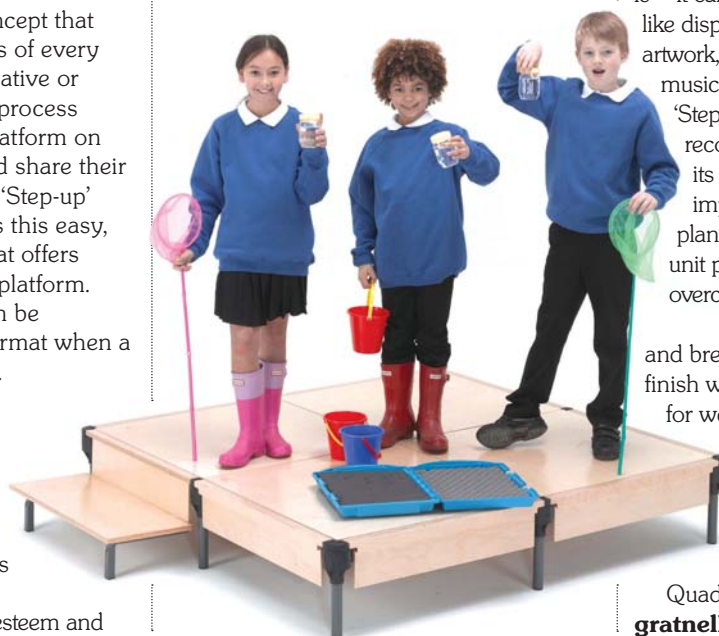 ncept that
s of every
ative or
process
atform on
d share their
'Step-up'
s this easy,
at offers
platform.
n be
rmat when a
s
esteem and
like disp
artwork,
music
'Step
reco
its
im
plan
unit p
overc
and bre
finish w
for we
Quad
gratnell